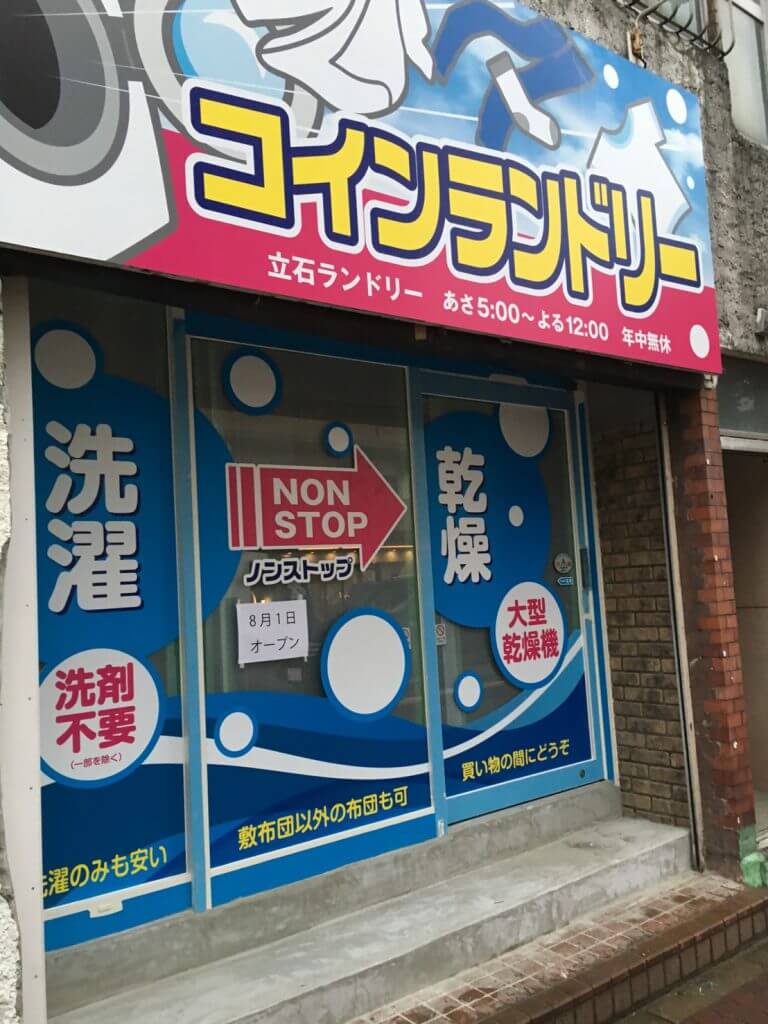 コインランドリー
立石ランドリー あさ5:00〜よる12:00 年中無休
洗濯
NON
STOP
ノンストップ
乾燥
8月1日
オープン
洗剤
不要
(一部を除く)
大型
乾燥機
洗濯のみも安い
敷布団以外の布団も可
買い物の間にどうぞ